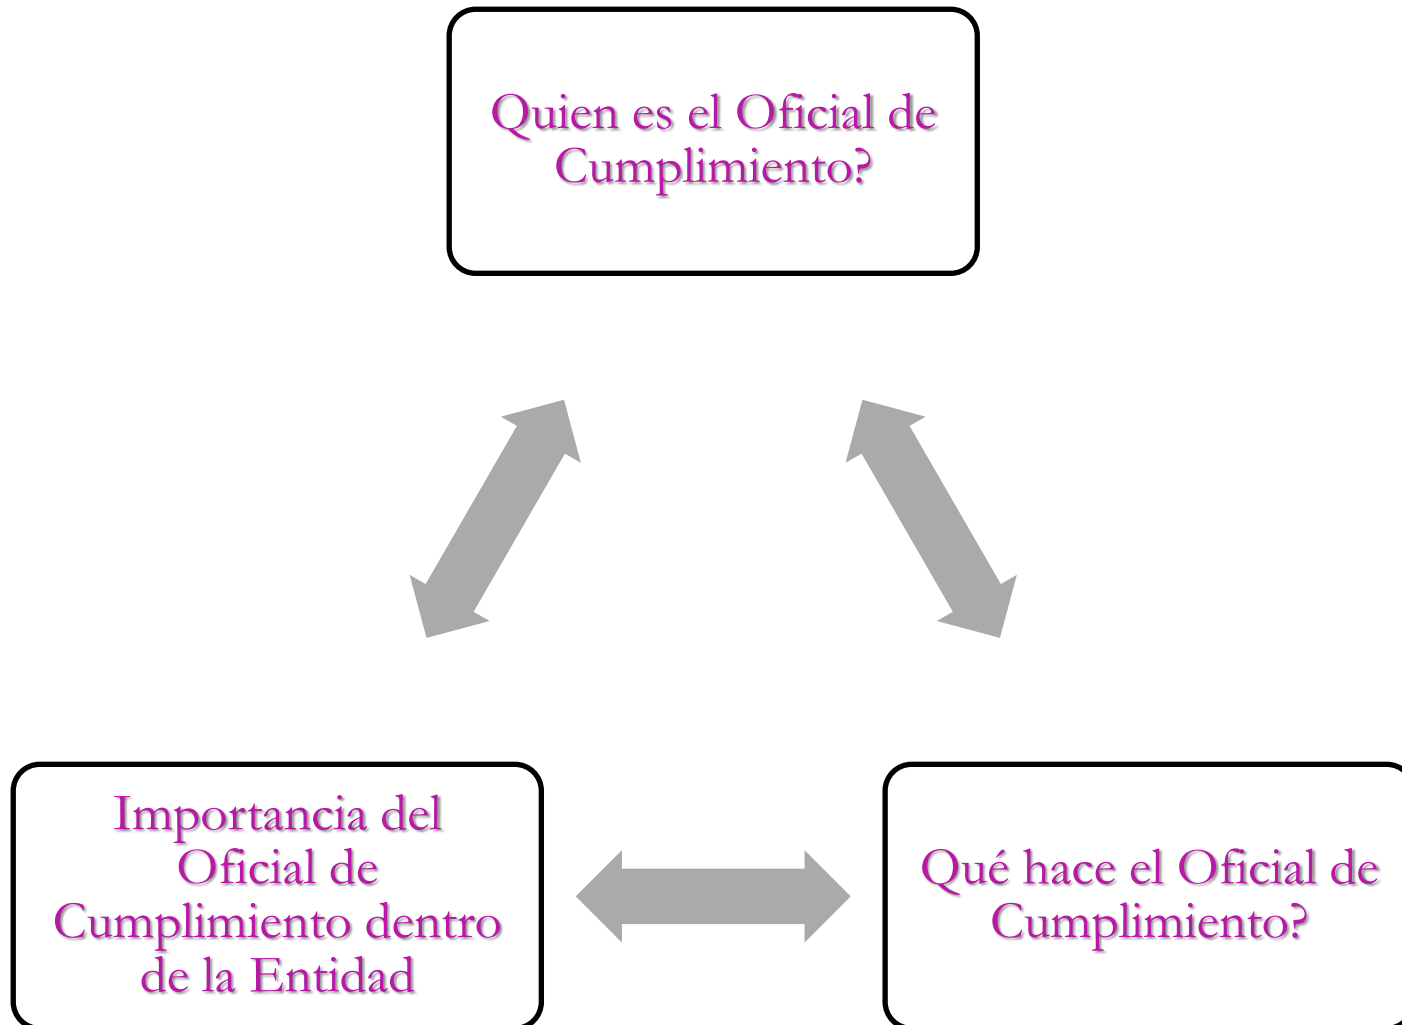 Quien es el Oficial de
Cumplimiento?
Importancia del
Oficial de
Cumplimiento dentro
de la Entidad
Qué hace el Oficial de
Cumplimiento?